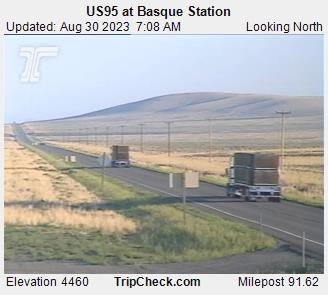 US95 at Basque Station
Updated: Aug 30 2023 7:08 AM Looking North
Elevation 4460 TripCheck.com Milepost 91.62